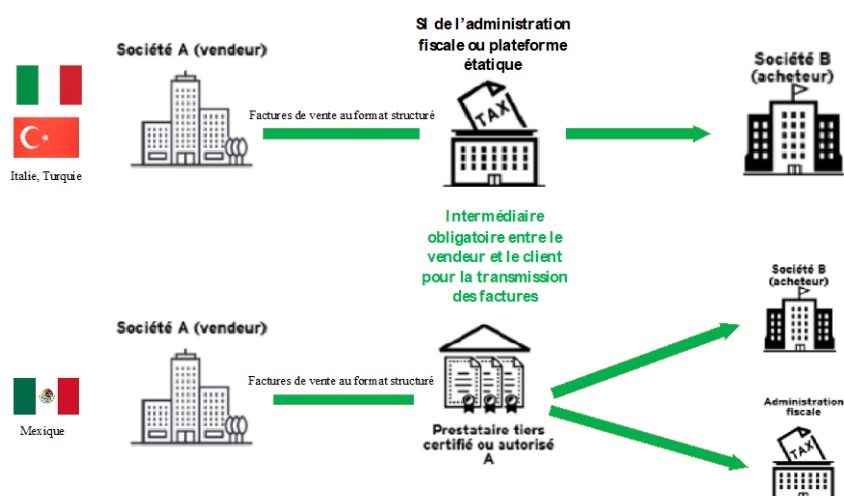 SI de l'administration
fiscale ou plateforme
étatique
Société A (vendeur)
Société B
(acheteur)
Factures de vente au format structuré
TAX
Italie, Turquie
Intermédiaire
obligatoire entre le
vendeur et le client
pour la transmission
des factures
Société B
(acheteur)
Société A (vendeur)
Factures de vente au format structuré
Mexique
Prestataire tiers
certifié ou autorisé
A
Administration
fiscale
TAX